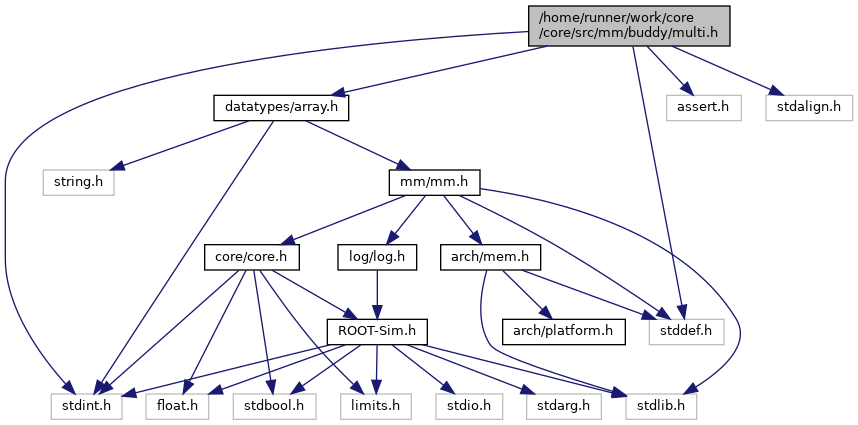 /home/runner/work/core
/core/src/mm/buddy/multi.h
datatypes/array.h
assert.h
stdalign.h
string.h
mm/mm.h
core/core.h
log/log.h
arch/mem.h
ROOT-Sim.h
arch/platform.h
stddef.h
stdint.h
float.h
stdbool.h
limits.h
stdio.h
stdarg.h
stdlib.h